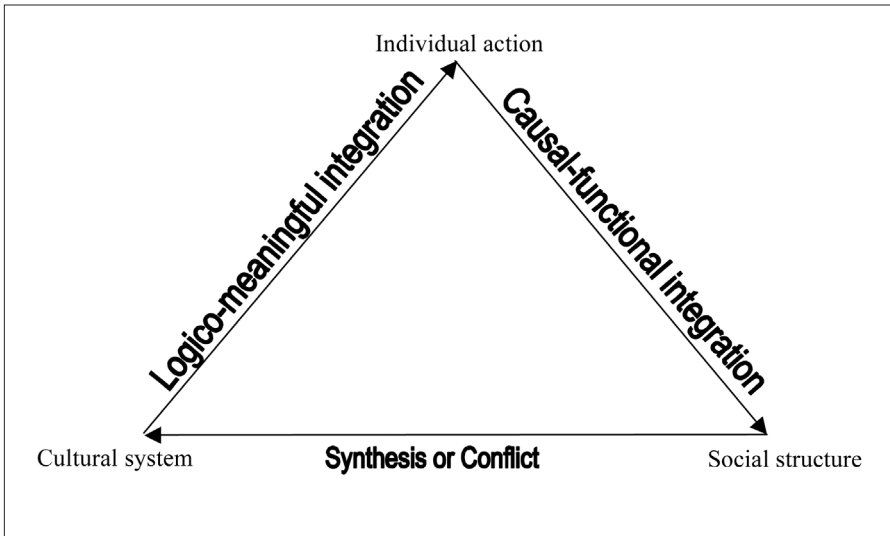 Individual action
Logico-meaningful integration
Causal-functional integration
Cultural system
Synthesis or Conflict
Social structure